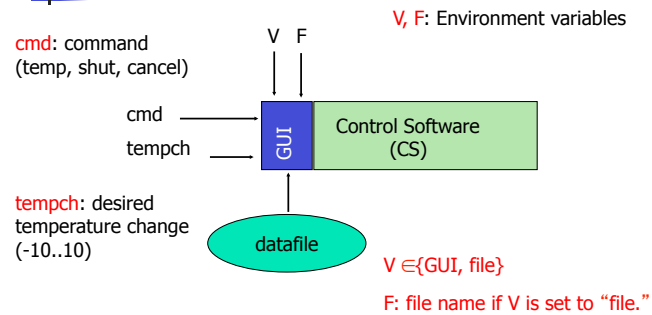 V, F: Environment variables
cmd: command
(temp, shut, cancel)
V F
cmd
tempch
GUI
Control Software
(CS)
tempch: desired
temperature change
(-10..10)
datafile
V ∈{GUI, file}
F: file name if V is set to “file.”